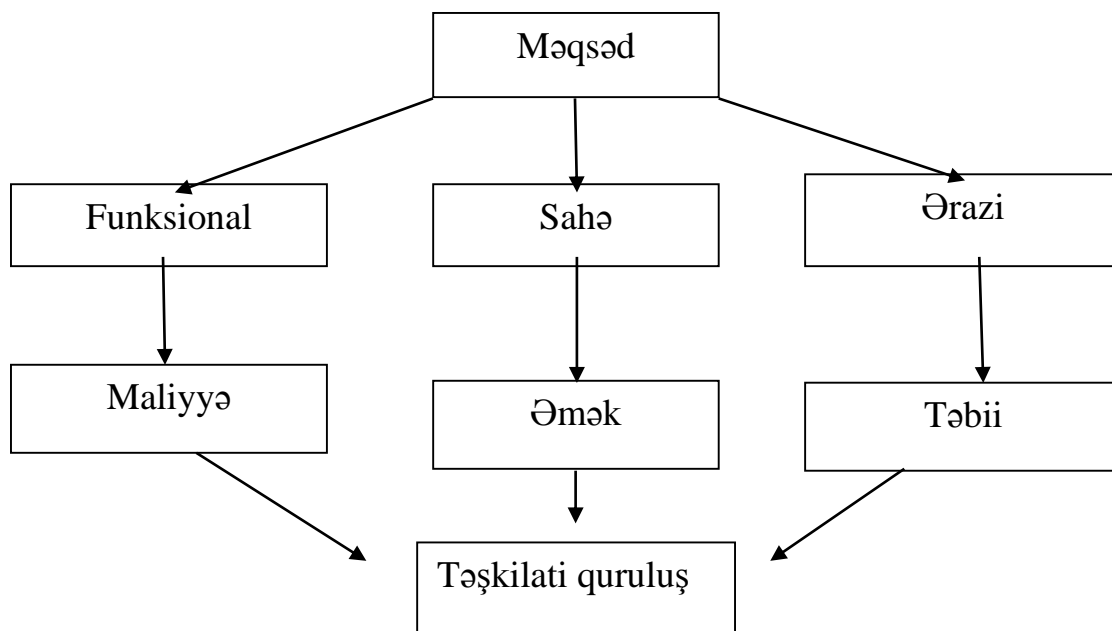 Məqsəd
Funksional
Sahə
Ərazi
Maliyyə
Əmək
Təbii
Təşkilati quruluş